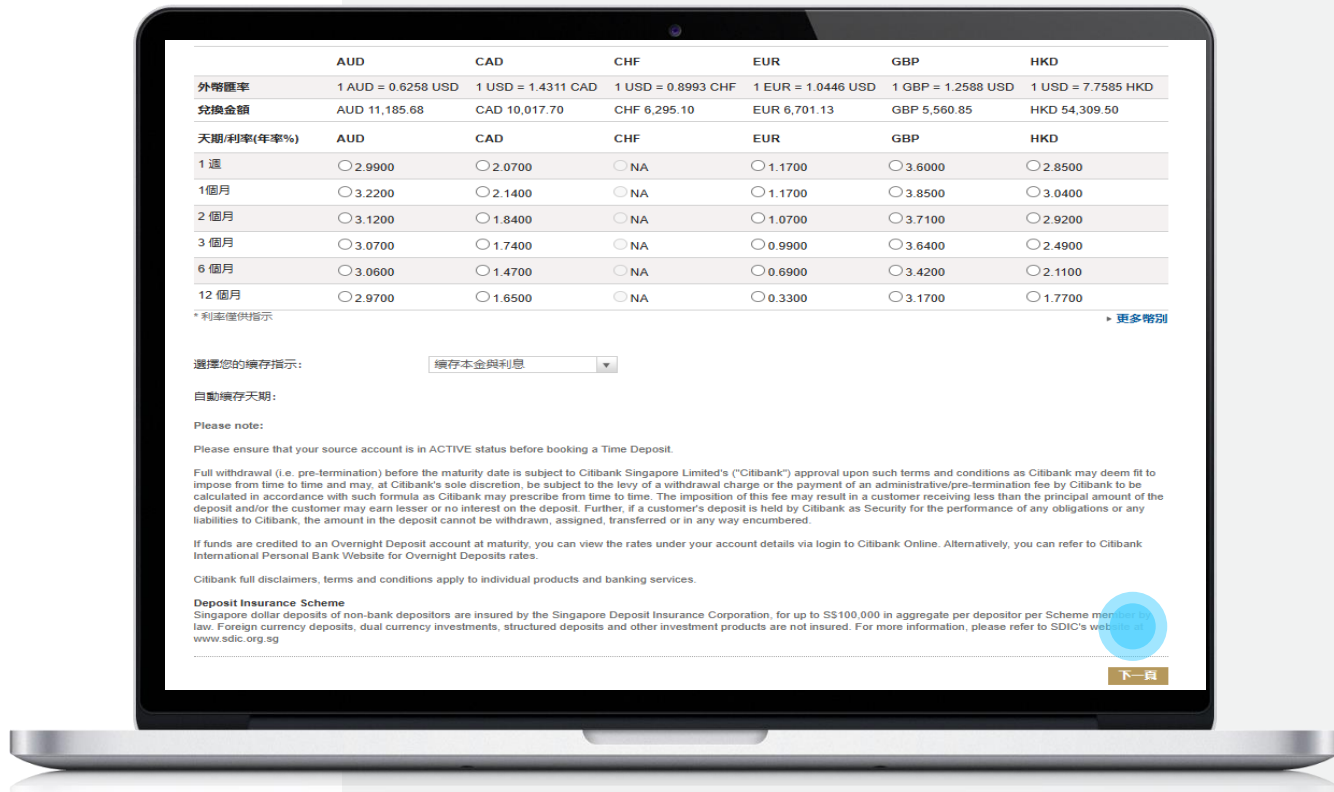 AUD CAD CHF EUR GBP HKD
外幣匯率 1 AUD = 0.6258 USD 1 USD = 1.4311 CAD 1 USD = 0.8993 CHF 1 EUR = 1.0446 USD 1 GBP = 1.2588 USD 1 USD = 7.7585 HKD
兌換金額 AUD 11,185.68 CAD 10,017.70 CHF 6,295.10 EUR 6,701.13 GBP 5,560.85 HKD 54,309.50
天期/利率(年率%) AUD CAD CHF EUR GBP HKD
1 週 2.9900 2.0700 NA 1.1700 3.6000 2.8500
1個月 3.2200 2.1400 NA 1.1700 3.8500 3.0400
2 個月 3.1200 1.8400 NA 1.0700 3.7100 2.9200
3 個月 3.0700 1.7400 NA 0.9900 3.6400 2.4900
6 個月 3.0600 1.4700 NA 0.6900 3.4200 2.1100
12 個月 2.9700 1.6500 NA 0.3300 3.1700 1.7700
* 利率僅供指示 更多幣別
選擇您的續存指示: 續存本金與利息
自動續存天期:
Please note:
Please ensure that your source account is in ACTIVE status before booking a Time Deposit.
Full withdrawal (i.e. pre-termination) before the maturity date is subject to Citibank Singapore Limited's ("Citibank") approval upon such terms and conditions as Citibank may deem fit to
impose from time to time and may, at Citibank's sole discretion, be subject to the levy of a withdrawal charge or the payment of an administrative/pre-termination fee by Citibank to be
calculated in accordance with such formula as Citibank may prescribe from time to time. The imposition of this fee may result in a customer receiving less than the principal amount of the
deposit and/or the customer may earn lesser or no interest on the deposit. Further, if a customer's deposit is held by Citibank as Security for the performance of any obligations or any
liabilities to Citibank, the amount in the deposit cannot be withdrawn, assigned, transferred or in any way encumbered.
If funds are credited to an Overnight Deposit account at maturity, you can view the rates under your account details via login to Citibank Online. Alternatively, you can refer to Citibank
International Personal Bank Website for Overnight Deposits rates.
Citibank full disclaimers, terms and conditions apply to individual products and banking services.
Deposit Insurance Scheme
Singapore dollar deposits of non-bank depositors are insured by the Singapore Deposit Insurance Corporation, for up to S$100,000 in aggregate per depositor per Scheme member by
law. Foreign currency deposits, dual currency investments, structured deposits and other investment products are not insured. For more information, please refer to SDIC's website at
www.sdic.org.sg
下一頁